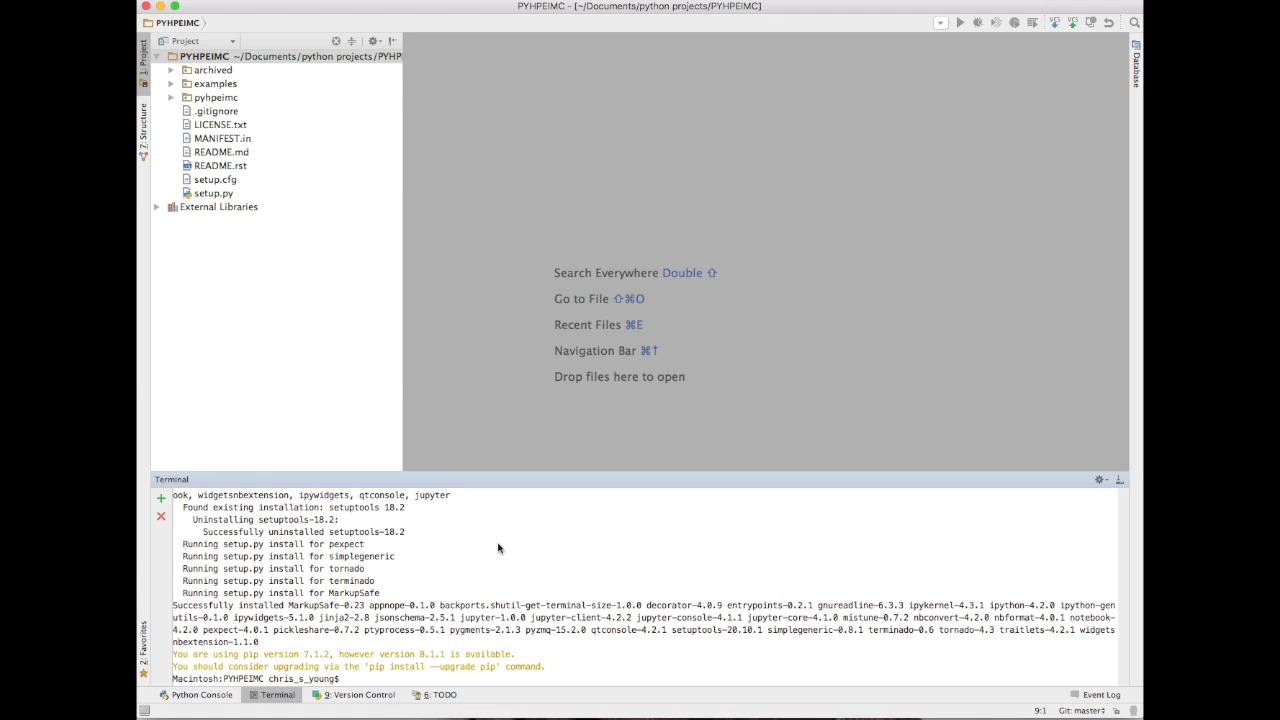 PYHPEIMC - [~/Documents/python projects/PYHPEIMC]
PYHPEIMC
Project
1: Project
7: Structure
2: Favorites
Database
PYHPEIMC ~/Documents/python projects/PYHP
archived
examples
pyhpeimc
.gitignore
LICENSE.txt
MANIFEST.in
README.md
README.rst
setup.cfg
setup.py
External Libraries
Search Everywhere Double ⇧
Go to File ⇧⌘O
Recent Files ⌘E
Navigation Bar ⌘↑
Drop files here to open
Terminal
ook, widgetsnbextension, ipywidgets, qtconsole, jupyter
Found existing installation: setuptools 18.2
Uninstalling setuptools-18.2:
Successfully uninstalled setuptools-18.2
Running setup.py install for pexpect
Running setup.py install for simplegeneric
Running setup.py install for tornado
Running setup.py install for terminado
Running setup.py install for MarkupSafe
Successfully installed MarkupSafe-0.23 appnope-0.1.0 backports.shutil-get-terminal-size-1.0.0 decorator-4.0.9 entrypoints-0.2.1 gnureadline-6.3.3 ipykernel-4.3.1 ipython-4.2.0 ipython-gen
utils-0.1.0 ipywidgets-5.1.0 jinja2-2.8 jsonschema-2.5.1 jupyter-1.0.0 jupyter-client-4.2.2 jupyter-console-4.1.1 jupyter-core-4.1.0 mistune-0.7.2 nbconvert-4.2.0 nbformat-4.0.1 notebook-
4.2.0 pexpect-4.0.1 pickleshare-0.7.2 ptyprocess-0.5.1 pygments-2.1.3 pyzmq-15.2.0 qtconsole-4.2.1 setuptools-20.10.1 simplegeneric-0.8.1 terminado-0.6 tornado-4.3 traitlets-4.2.1 widgets
nbextension-1.1.0
You are using pip version 7.1.2, however version 8.1.1 is available.
You should consider upgrading via the 'pip install --upgrade pip' command.
Macintosh:PYHPEIMC chris_s_young$
Python Console
Terminal
9: Version Control
6: TODO
Event Log
9:1
Git: master
VCS
VCS